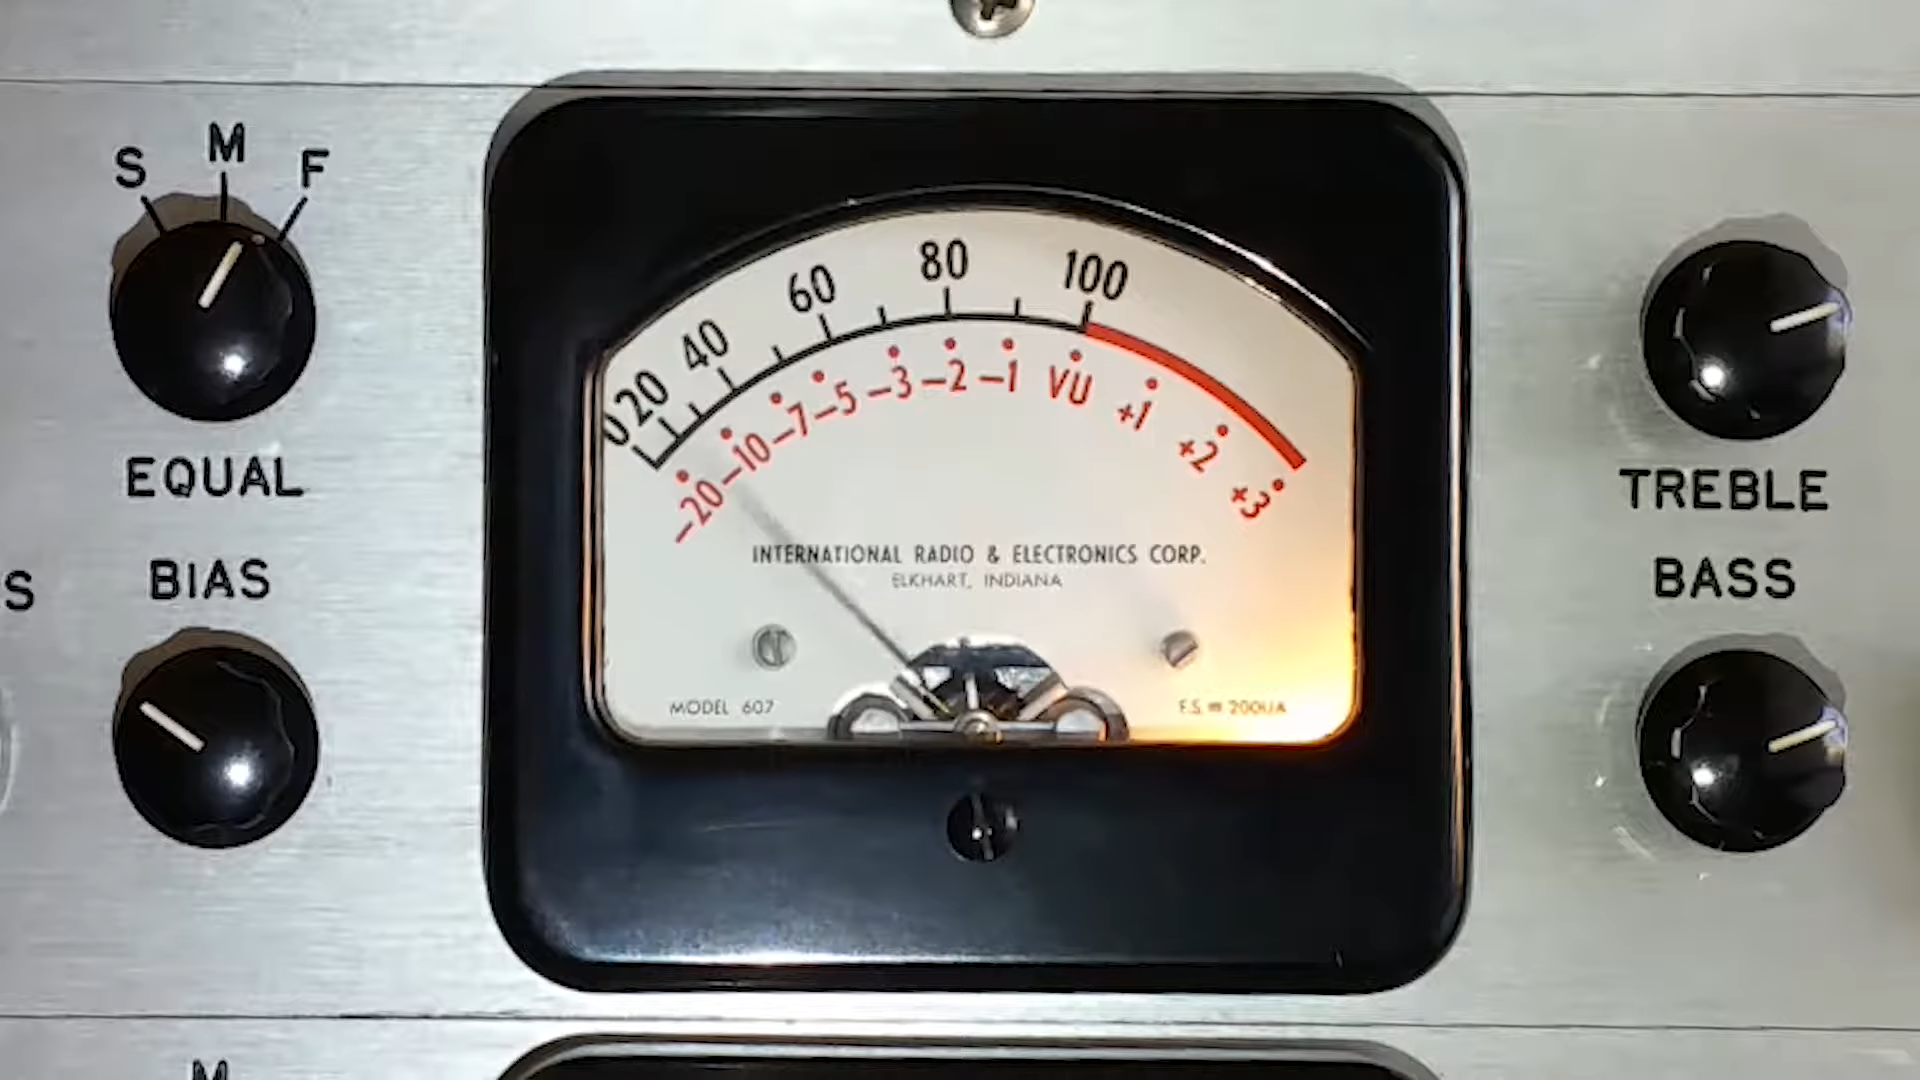 S M F
EQUAL
BIAS
S
0 20 40 60 80 100
-20 -10 -7 -5 -3 -2 -1 VU +1 +2 +3
INTERNATIONAL RADIO & ELECTRONICS CORP.
ELKHART, INDIANA
MODEL 607
F.S. = 200UA
TREBLE
BASS
M